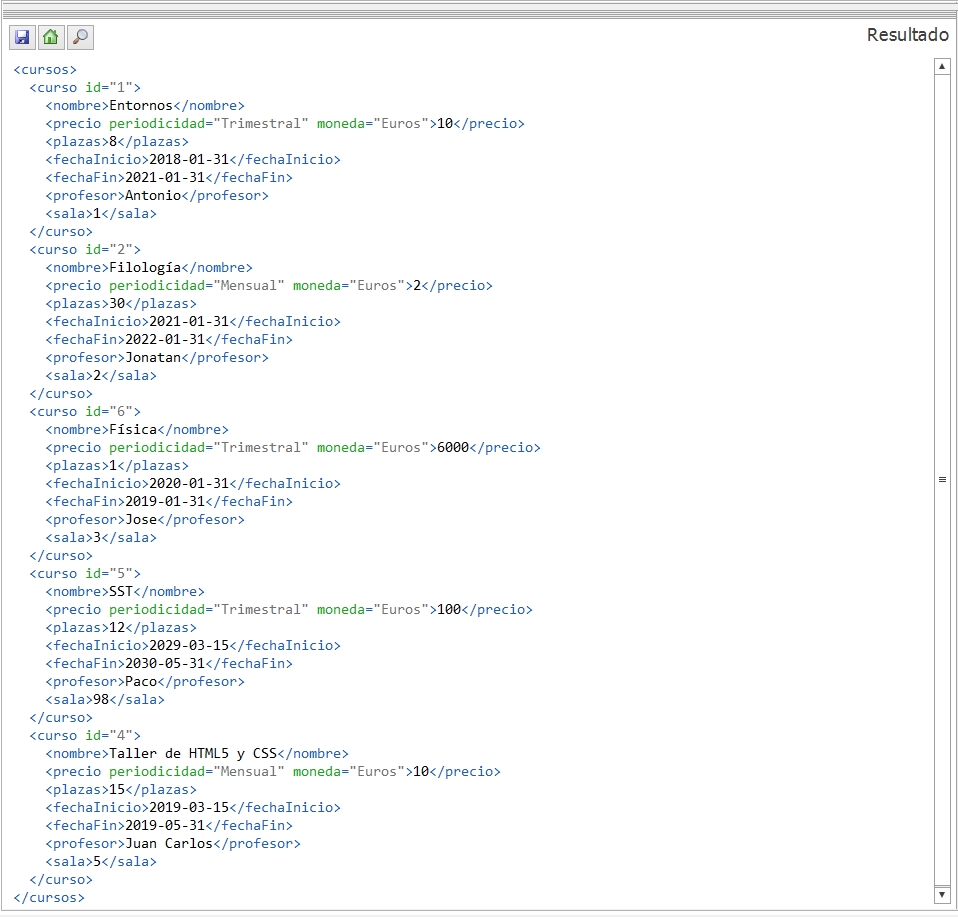 Resultado
<cursos>
  <curso id="1">
    <nombre>Entornos</nombre>
    <precio periodicidad="Trimestral" moneda="Euros">10</precio>
    <plazas>8</plazas>
    <fechaInicio>2018-01-31</fechaInicio>
    <fechaFin>2021-01-31</fechaFin>
    <profesor>Antonio</profesor>
    <sala>1</sala>
  </curso>
  <curso id="2">
    <nombre>Filología</nombre>
    <precio periodicidad="Mensual" moneda="Euros">2</precio>
    <plazas>30</plazas>
    <fechaInicio>2021-01-31</fechaInicio>
    <fechaFin>2022-01-31</fechaFin>
    <profesor>Jonatan</profesor>
    <sala>2</sala>
  </curso>
  <curso id="6">
    <nombre>Física</nombre>
    <precio periodicidad="Trimestral" moneda="Euros">6000</precio>
    <plazas>1</plazas>
    <fechaInicio>2020-01-31</fechaInicio>
    <fechaFin>2019-01-31</fechaFin>
    <profesor>Jose</profesor>
    <sala>3</sala>
  </curso>
  <curso id="5">
    <nombre>SST</nombre>
    <precio periodicidad="Trimestral" moneda="Euros">100</precio>
    <plazas>12</plazas>
    <fechaInicio>2029-03-15</fechaInicio>
    <fechaFin>2030-05-31</fechaFin>
    <profesor>Paco</profesor>
    <sala>98</sala>
  </curso>
  <curso id="4">
    <nombre>Taller de HTML5 y CSS</nombre>
    <precio periodicidad="Mensual" moneda="Euros">10</precio>
    <plazas>15</plazas>
    <fechaInicio>2019-03-15</fechaInicio>
    <fechaFin>2019-05-31</fechaFin>
    <profesor>Juan Carlos</profesor>
    <sala>5</sala>
  </curso>
</cursos>